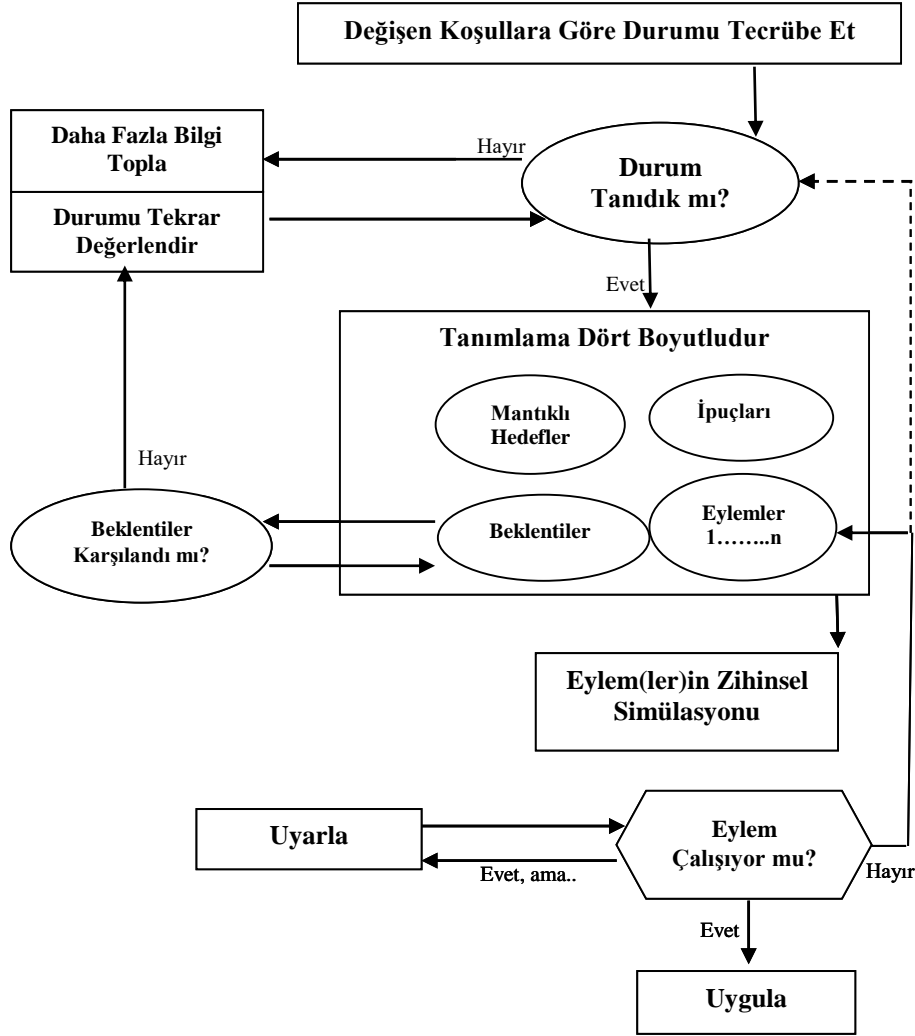 Değişen Koşullara Göre Durumu Tecrübe Et
Daha Fazla Bilgi
Topla
Hayır
Durum
Tanıdık mı?
Durumu Tekrar
Değerlendir
Evet
Tanımlama Dört Boyutludur
Mantıklı
Hedefler
İpuçları
Hayır
Beklentiler
Karşılandı mı?
Beklentiler
Eylemler
1……..n
Eylem(ler)in Zihinsel
Simülasyonu
Uyarla
Eylem
Çalışıyor mu?
Evet, ama..
Hayır
Evet
Uygula